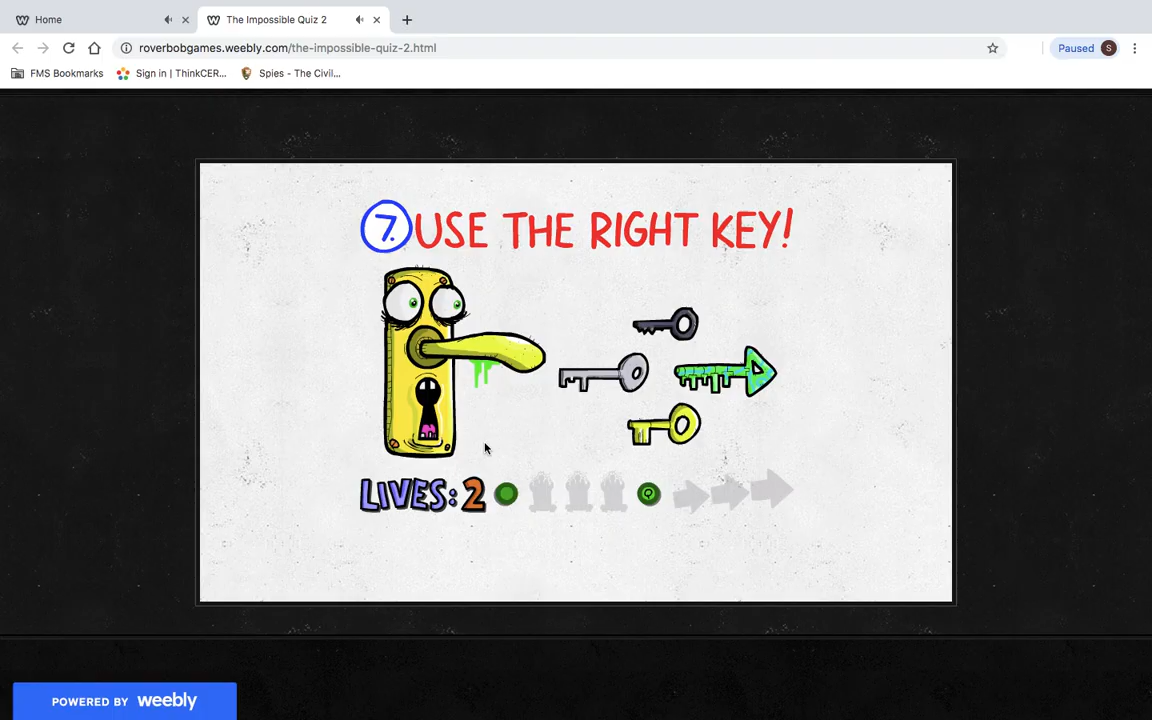 Home
The Impossible Quiz 2
roverbobgames.weebly.com/the-impossible-quiz-2.html
Paused S
FMS Bookmarks
Sign in | ThinkCER...
Spies - The Civil...
7. USE THE RIGHT KEY!
LIVES: 2
POWERED BY weebly